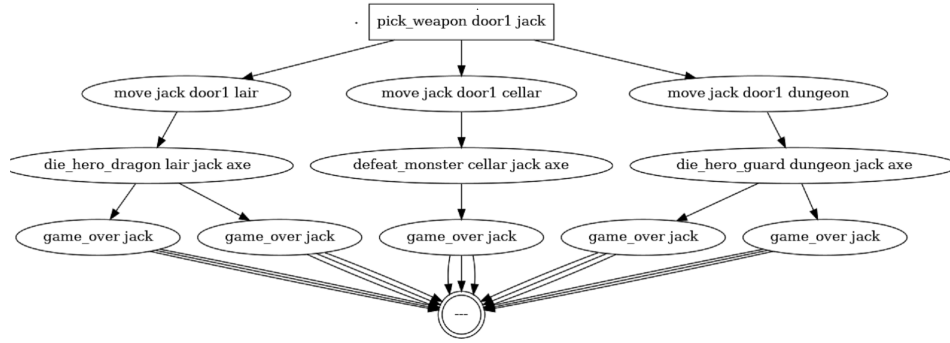 pick_weapon door1 jack
move jack door1 lair
move jack door1 cellar
move jack door1 dungeon
die_hero_dragon lair jack axe
defeat_monster cellar jack axe
die_hero_guard dungeon jack axe
game_over jack
game_over jack
game_over jack
game_over jack
game_over jack
---